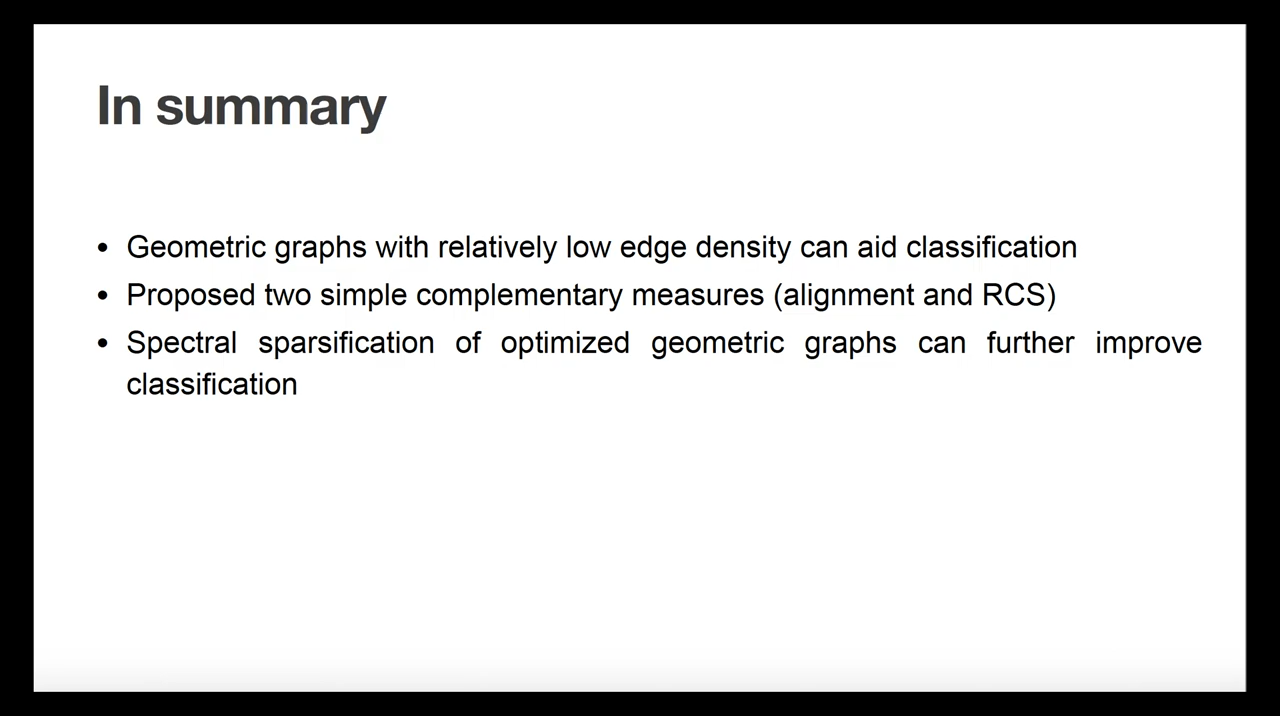 In summary
• Geometric graphs with relatively low edge density can aid classification
• Proposed two simple complementary measures (alignment and RCS)
• Spectral sparsification of optimized geometric graphs can further improve
classification